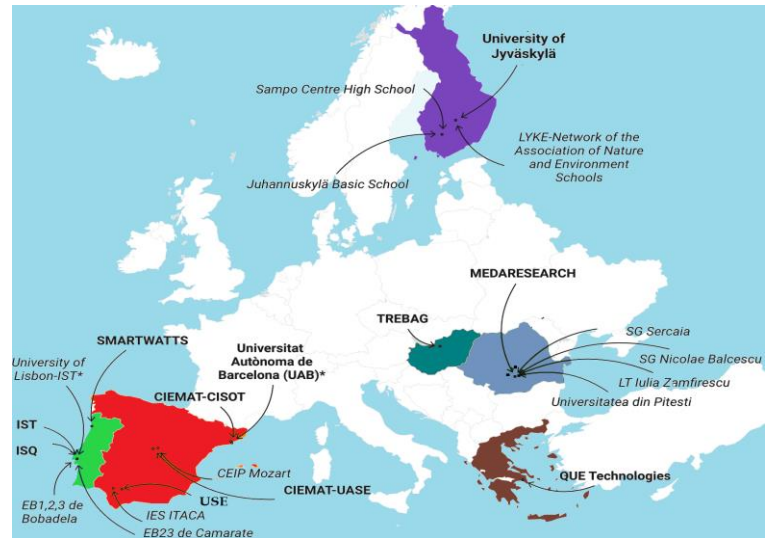 University of
Jyväskylä
Sampo Centre High School
LYKE-Network of the
Association of Nature
and Environment
Schools
Juhannuskylä Basic School
MEDARESEARCH
TREBAG
SG Sercaia
SG Nicolae Balcescu
LT Iulia Zamfirescu
Universitatea din Pitesti
SMARTWATTS
Universitat
Autònoma de
Barcelona (UAB)*
University of
Lisbon-IST*
CIEMAT-CISOT
IST
ISQ
CEIP Mozart
QUE Technologies
CIEMAT-UASE
USE
EB1,2,3 de
Bobadela
IES ITACA
EB23 de Camarate